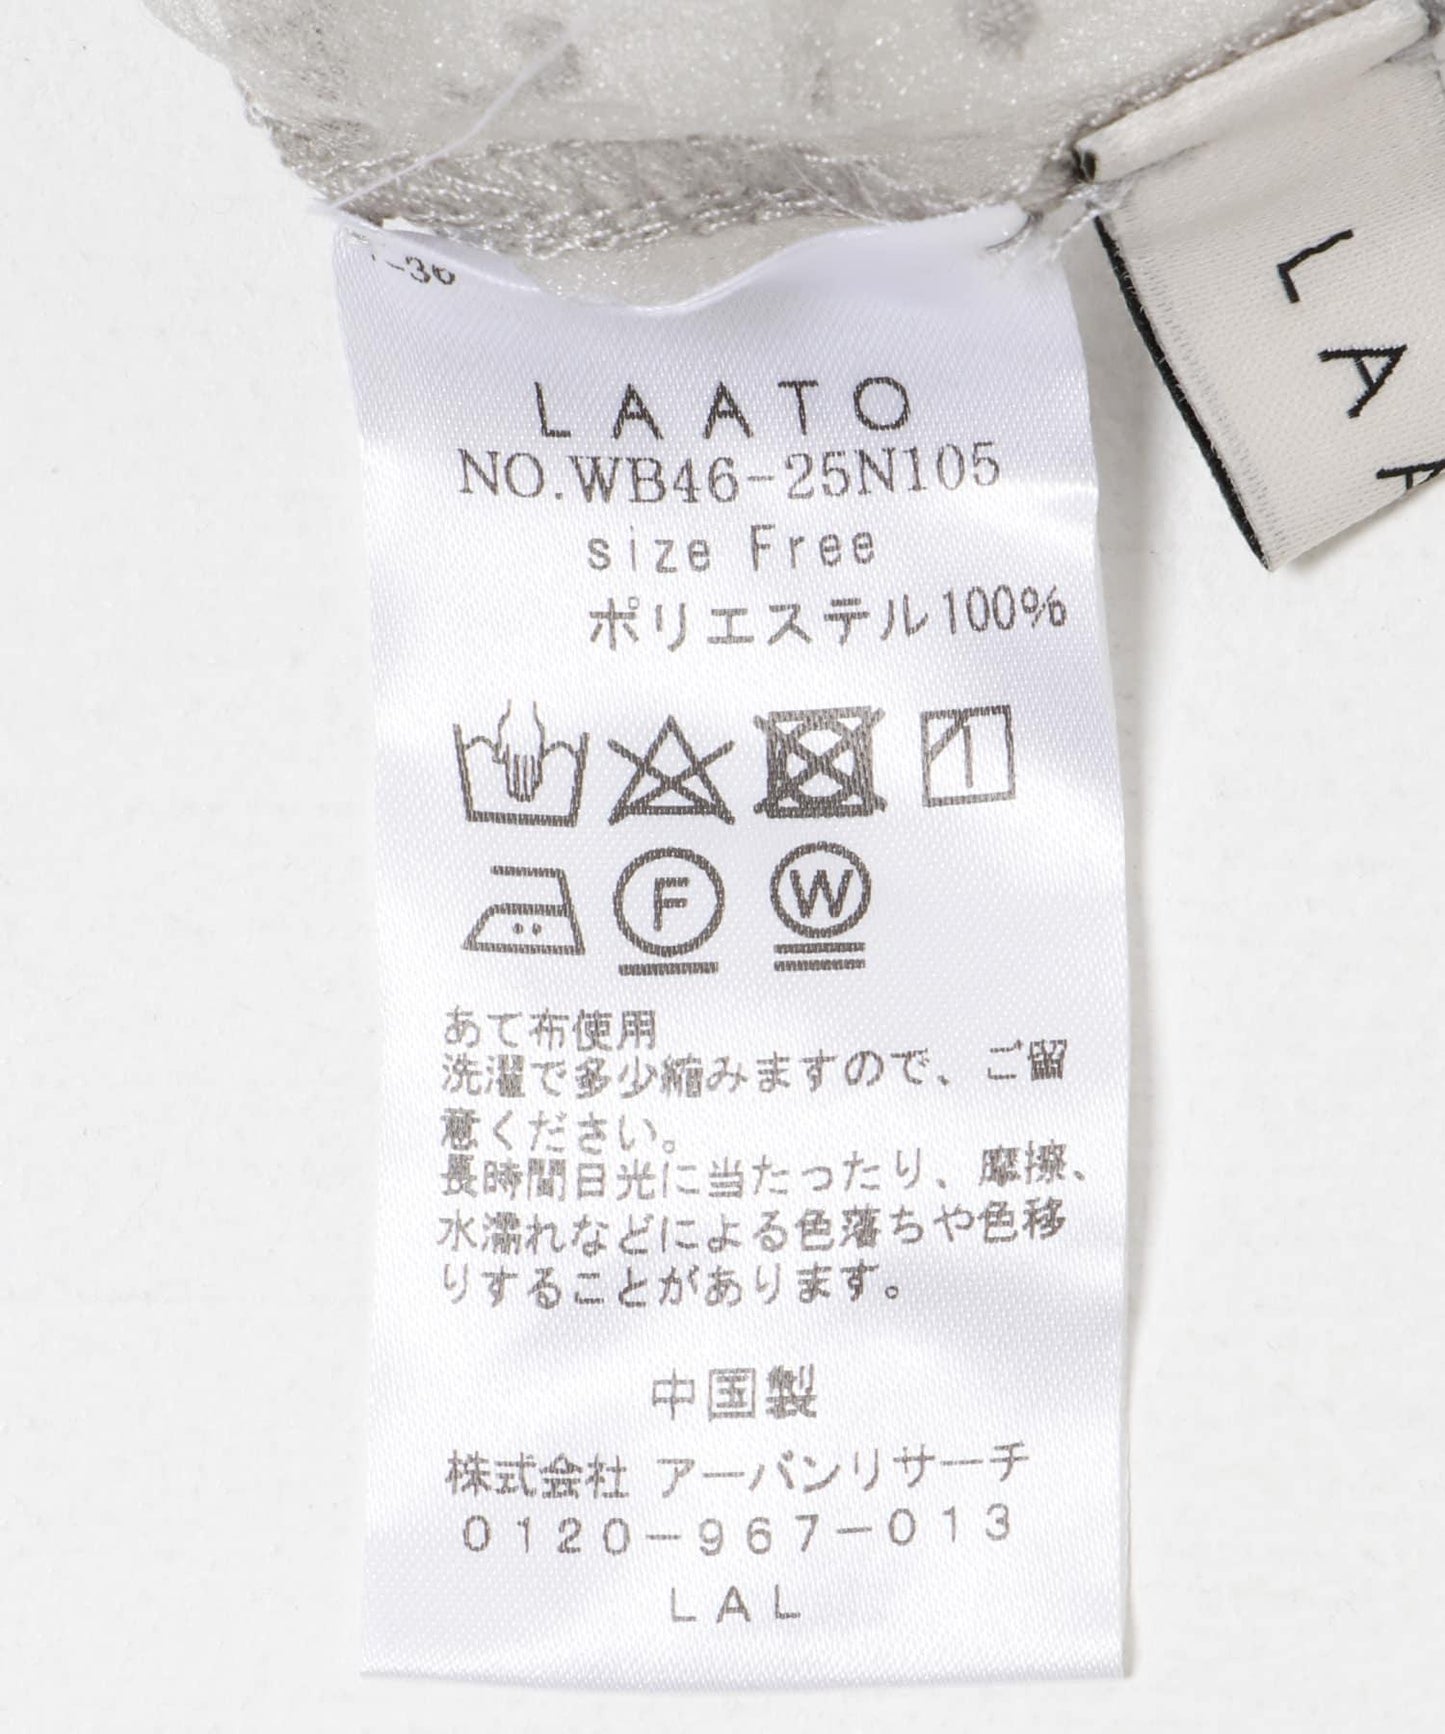 -36
LAATO
NO.WB46-25N105
size Free
ポリエステル100%
F
W
あて布使用
洗濯で多少縮みますので、ご留
意ください。
長時間日光に当たったり、摩擦、
水濡れなどによる色落ちや色移
りすることがあります。
中国製
株式会社 アーバンリサーチ
0120-967-013
LAL
LA